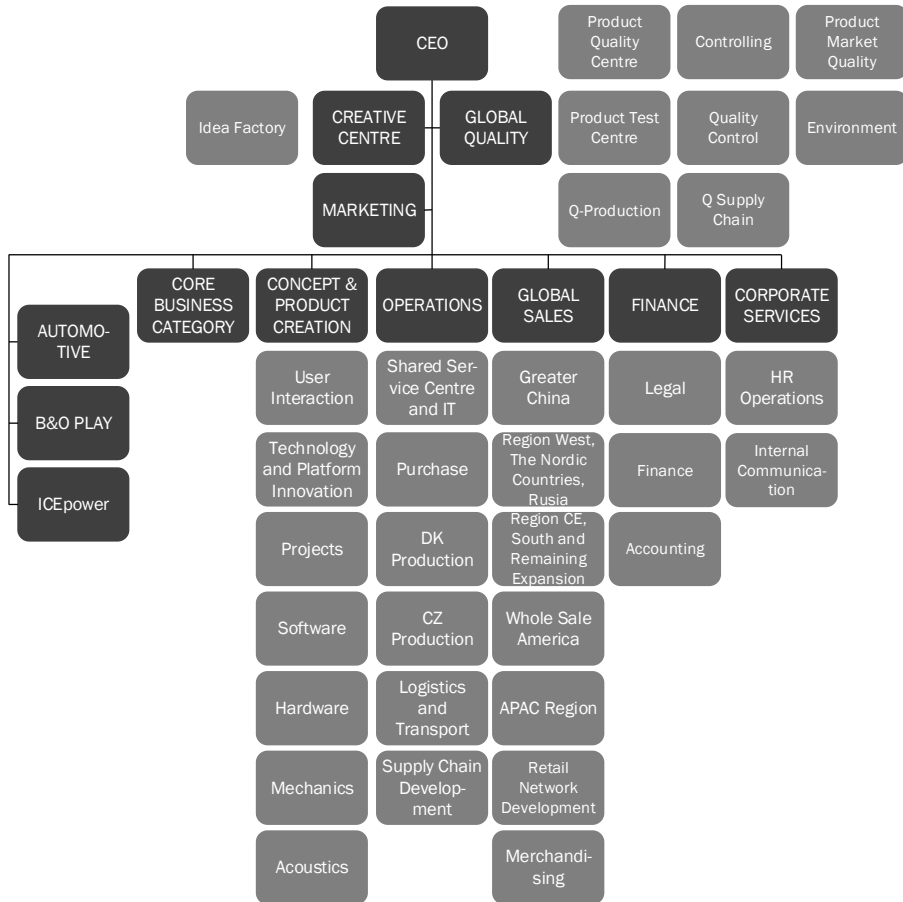 CEO
Product
Quality
Centre
Controlling
Product
Market
Quality
Idea Factory
CREATIVE
CENTRE
GLOBAL
QUALITY
Product Test
Centre
Quality
Control
Environment
MARKETING
Q-Production
Q Supply
Chain
AUTOMO-
TIVE
B&O PLAY
ICEpower
CORE
BUSINESS
CATEGORY
CONCEPT &
PRODUCT
CREATION
User
Interaction
Technology
and Platform
Innovation
Projects
Software
Hardware
Mechanics
Acoustics
OPERATIONS
Shared Ser-
vice Centre
and IT
Purchase
DK
Production
CZ
Production
Logistics
and
Transport
Supply Chain
Develop-
ment
GLOBAL
SALES
Greater
China
Region West,
The Nordic
Countries,
Rusia
Region CE,
South and
Remaining
Expansion
Whole Sale
America
APAC Region
Retail
Network
Development
Merchandi-
sing
FINANCE
Legal
Finance
Accounting
CORPORATE
SERVICES
HR
Operations
Internal
Communica-
tion